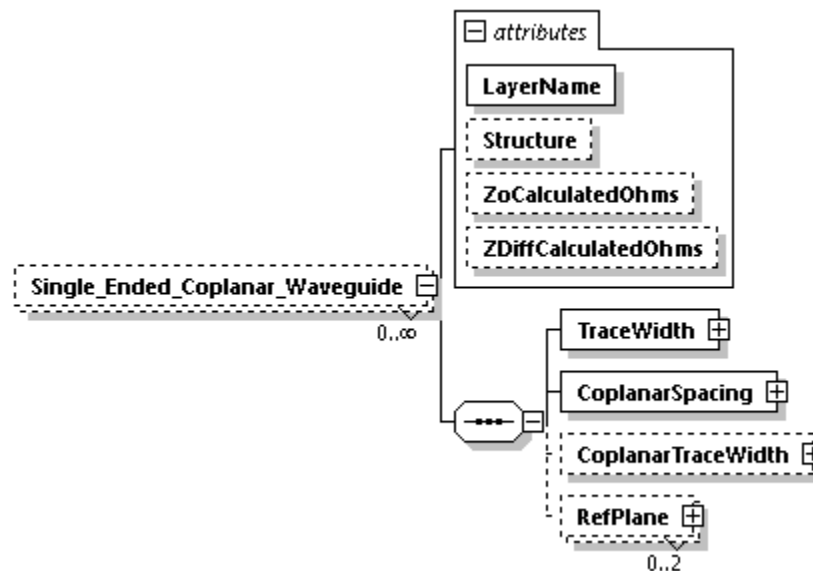 attributes
LayerName
Structure
ZoCalculatedOhms
ZDiffCalculatedOhms
Single_Ended_Coplanar_Waveguide
0..∞
TraceWidth
CoplanarSpacing
CoplanarTraceWidth
RefPlane
0..2